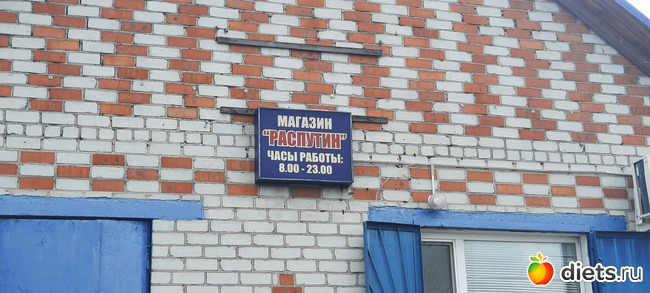 МАГАЗИН
"РАСПУТИН"
ЧАСЫ РАБОТЫ:
8.00 - 23.00
diets.ru